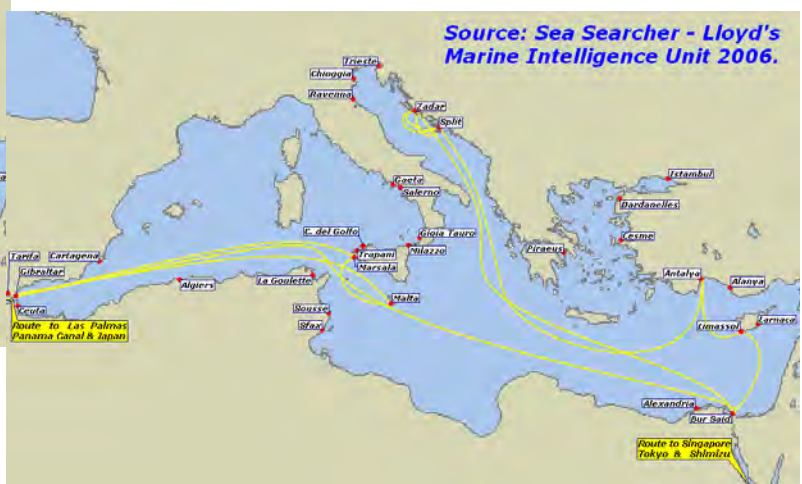 Source: Sea Searcher - Lloyd's
Marine Intelligence Unit 2006.
Trieste
Chioggia
Ravenna
Zadar
Split
Istanbul
Gaeta
Salerno
Dardanelles
C. del Golfo
Gioia Tauro
Cesme
Tarifa
Cartagena
Trapani
Milazzo
Piraeus
Gibraltar
Marsala
Antalya
Algiers
La Goulette
Alanya
Malta
Ceuta
Sousse
Larnaca
Route to Las Palmas
Panama Canal & Japan
Sfax
Limassol
Alexandria
Bur Said
Route to Singapore
Tokyo & Shimizu